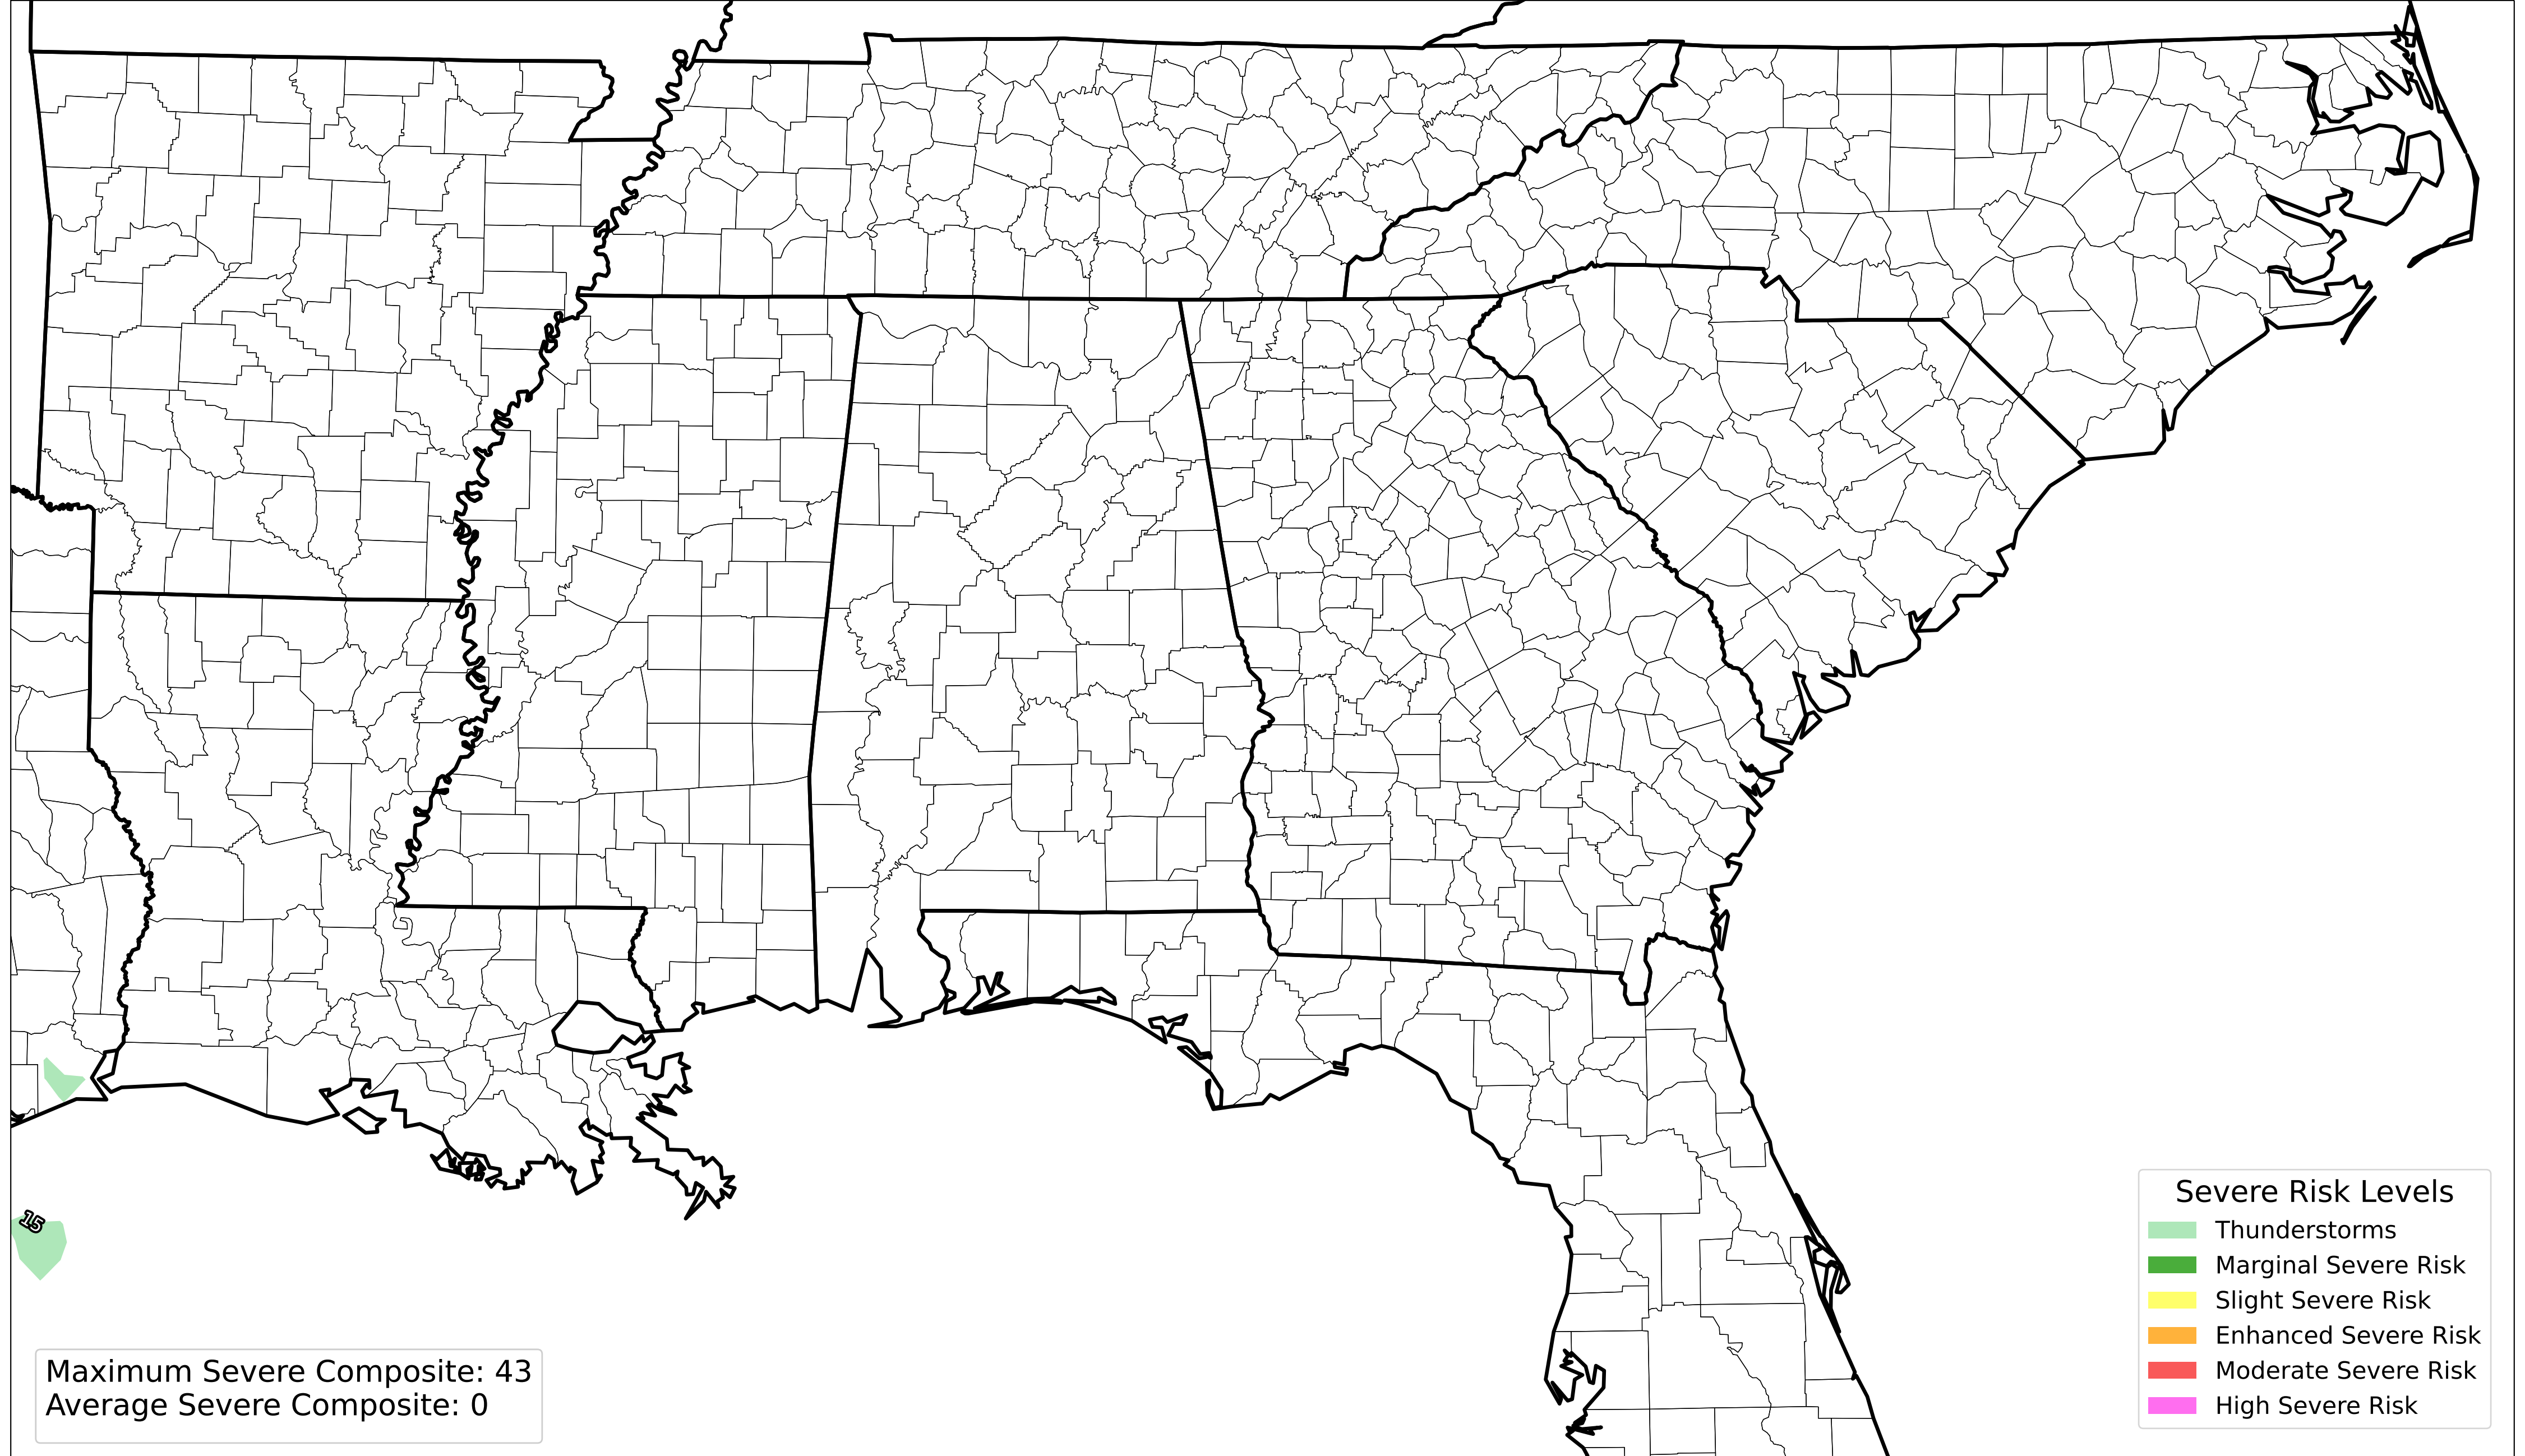 15
Maximum Severe Composite: 43
Average Severe Composite: 0
Severe Risk Levels
Thunderstorms
Marginal Severe Risk
Slight Severe Risk
Enhanced Severe Risk
Moderate Severe Risk
High Severe Risk